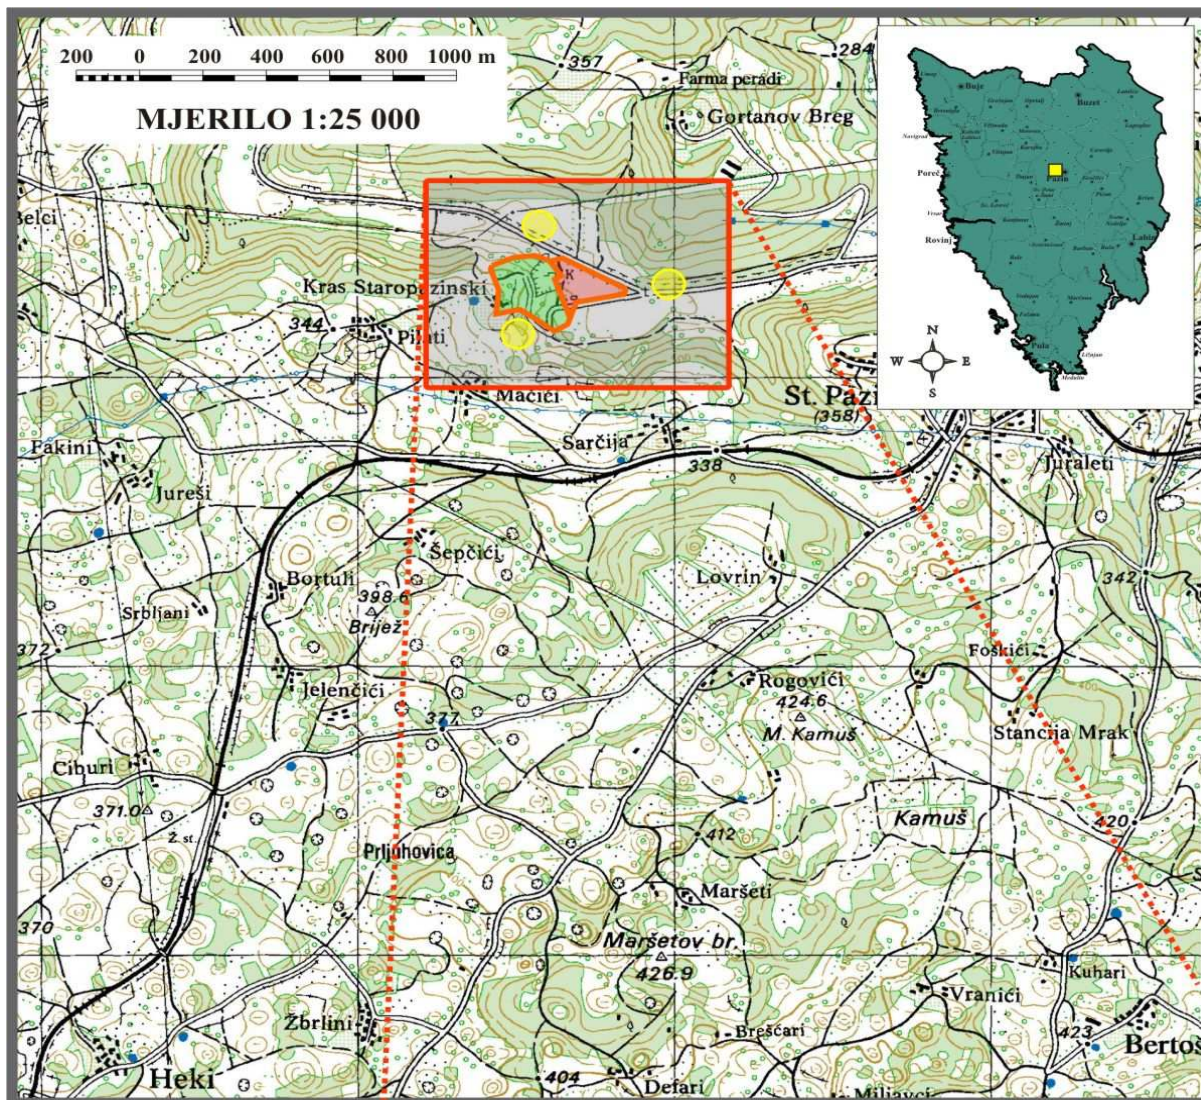 200 0 200 400 600 800 1000 m
MJERILO 1:25 000
357
284
Farma peradi
Gortanov Breg
Belci
Kras Staropazinski
K
344
Pilati
Mačići
St. Pazi
(358)
Sarčija
338
Fakini
Jureši
Juraleti
Šepčići
Bortuli
398.6
Briјež
Srbljani
Lovrin
342
372
Foškići
Jelenčići
Rogovići
424.6
M. Kamuš
377
Stancija Mrak
Ciburi
371.0
Kamuš
420
Ž. st.
412
Prljuhovica
Maršeti
370
Maršetov br.
426.9
Kuhari
Vranići
Žbrlini
Brešćari
423
Bertoš
Heki
404
Defari
Miljavci
Buje
Buzet
Novigrad
Poreč
Pazin
Vrsar
Rovinj
Labin
Pula
Medulin
N
W E
S